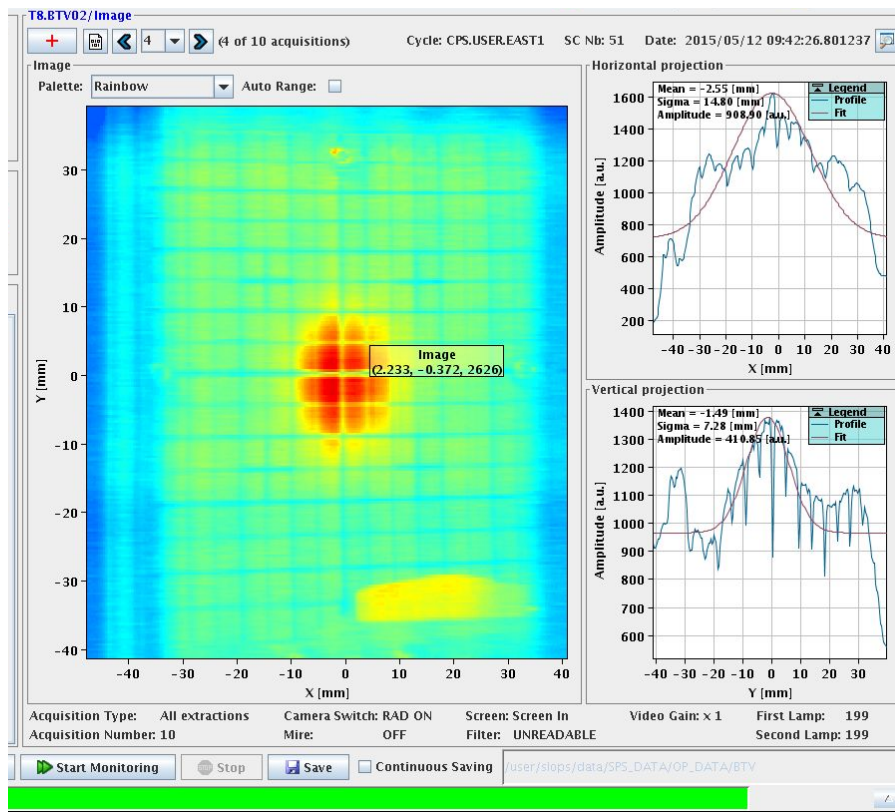 T8.BTV02/Image
4 (4 of 10 acquisitions) Cycle: CPS.USER.EAST1 SC Nb: 51 Date: 2015/05/12 09:42:26.801237
Image
Palette: Rainbow Auto Range:
Y [mm]
30
20
10
0
-10
-20
-30
-40
Image
(2.233, -0.372, 2626)
-40 -30 -20 -10 0 10 20 30 40
X [mm]
Horizontal projection
Mean = -2.55 [mm]
Sigma = 14.80 [mm]
Amplitude = 908.90 [a.u.]
Legend
Profile
Fit
Amplitude [a.u.]
1600
1400
1200
1000
800
600
400
200
-40 -30 -20 -10 0 10 20 30 40
X [mm]
Vertical projection
Mean = -1.49 [mm]
Sigma = 7.28 [mm]
Amplitude = 410.85 [a.u.]
Legend
Profile
Fit
Amplitude [a.u.]
1400
1300
1200
1100
1000
900
800
700
600
-40 -30 -20 -10 0 10 20 30
Y [mm]
Acquisition Type: All extractions Camera Switch: RAD ON Screen: Screen In Video Gain: x 1 First Lamp: 199
Acquisition Number: 10 Mire: OFF Filter: UNREADABLE Second Lamp: 199
Start Monitoring Stop Save Continuous Saving /user/slops/data/SPS_DATA/OP_DATA/BTV